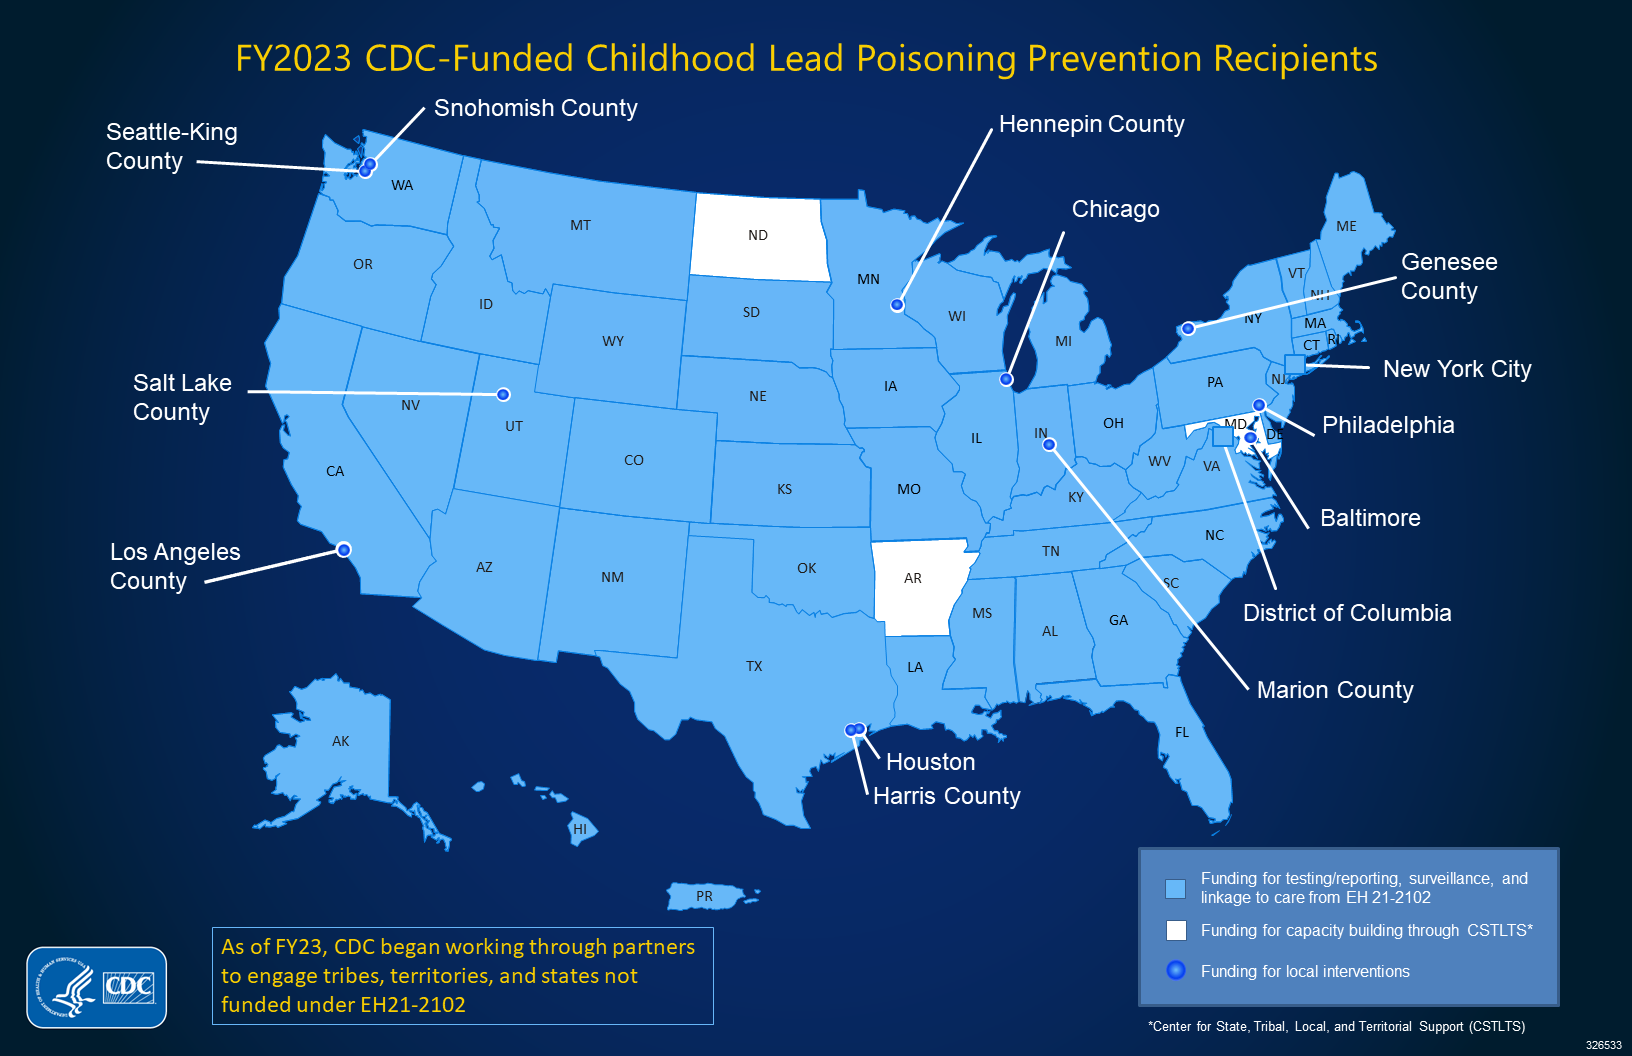 FY2023 CDC-Funded Childhood Lead Poisoning Prevention Recipients
Snohomish County
Seattle-King
County
Hennepin County
Chicago
Genesee
County
New York City
Philadelphia
Baltimore
District of Columbia
Marion County
Houston
Harris County
Los Angeles
County
Salt Lake
County
WA
OR
MT
ID
ND
SD
MN
WI
MI
ME
VT
NH
NY
MA
CT
RI
WY
NE
IA
PA
NJ
NV
UT
CO
KS
MO
IL
IN
OH
WV
MD
DE
VA
KY
CA
AZ
NM
OK
AR
TN
NC
SC
MS
AL
GA
TX
LA
FL
AK
HI
PR
Funding for testing/reporting, surveillance, and
linkage to care from EH 21-2102
Funding for capacity building through CSTLTS*
Funding for local interventions
*Center for State, Tribal, Local, and Territorial Support (CSTLTS)
As of FY23, CDC began working through partners
to engage tribes, territories, and states not
funded under EH21-2102
CDC
326533